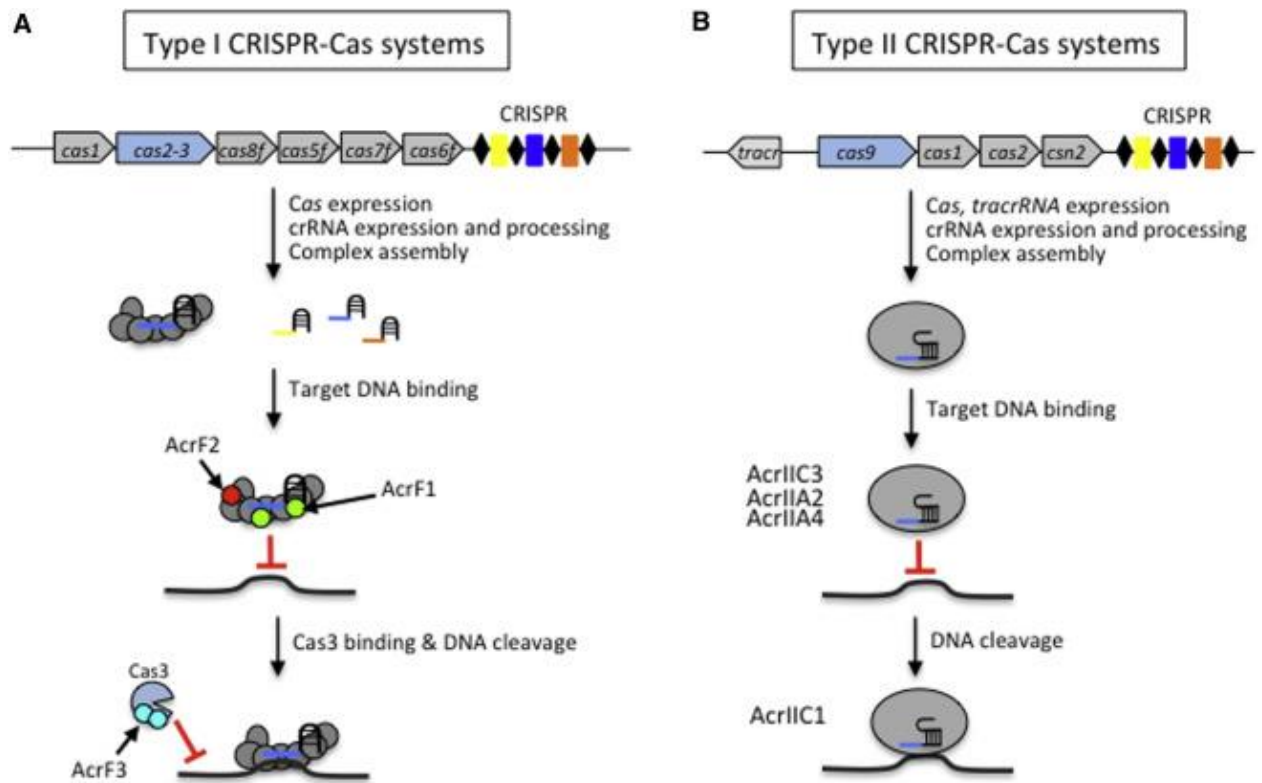 A
Type I CRISPR-Cas systems
CRISPR
cas1 cas2-3 cas8f cas5f cas7f cas6f
Cas expression
crRNA expression and processing
Complex assembly
Target DNA binding
AcrF2
AcrF1
Cas3 binding & DNA cleavage
Cas3
AcrF3
B
Type II CRISPR-Cas systems
CRISPR
tracr cas9 cas1 cas2 csn2
Cas, tracrRNA expression
crRNA expression and processing
Complex assembly
Target DNA binding
AcrIIC3
AcrIIA2
AcrIIA4
DNA cleavage
AcrIIC1